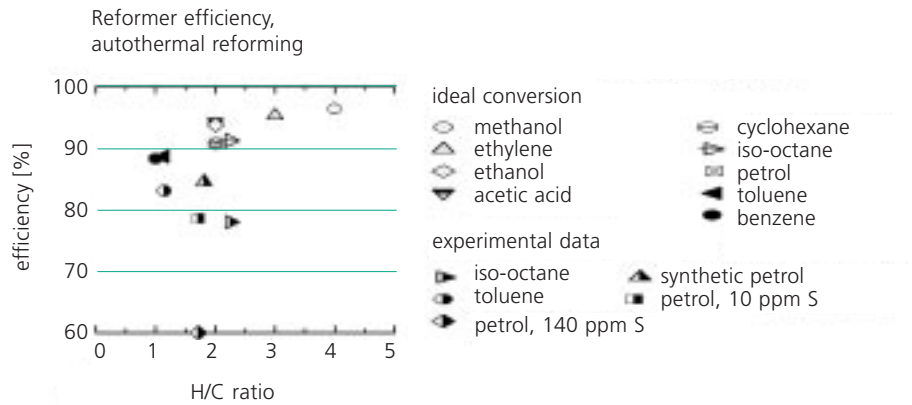 Reformer efficiency,
autothermal reforming
efficiency [%]
100
90
80
70
60
0 1 2 3 4 5
H/C ratio
ideal conversion
methanol
ethylene
ethanol
acetic acid
cyclohexane
iso-octane
petrol
toluene
benzene
experimental data
iso-octane
toluene
petrol, 140 ppm S
synthetic petrol
petrol, 10 ppm S